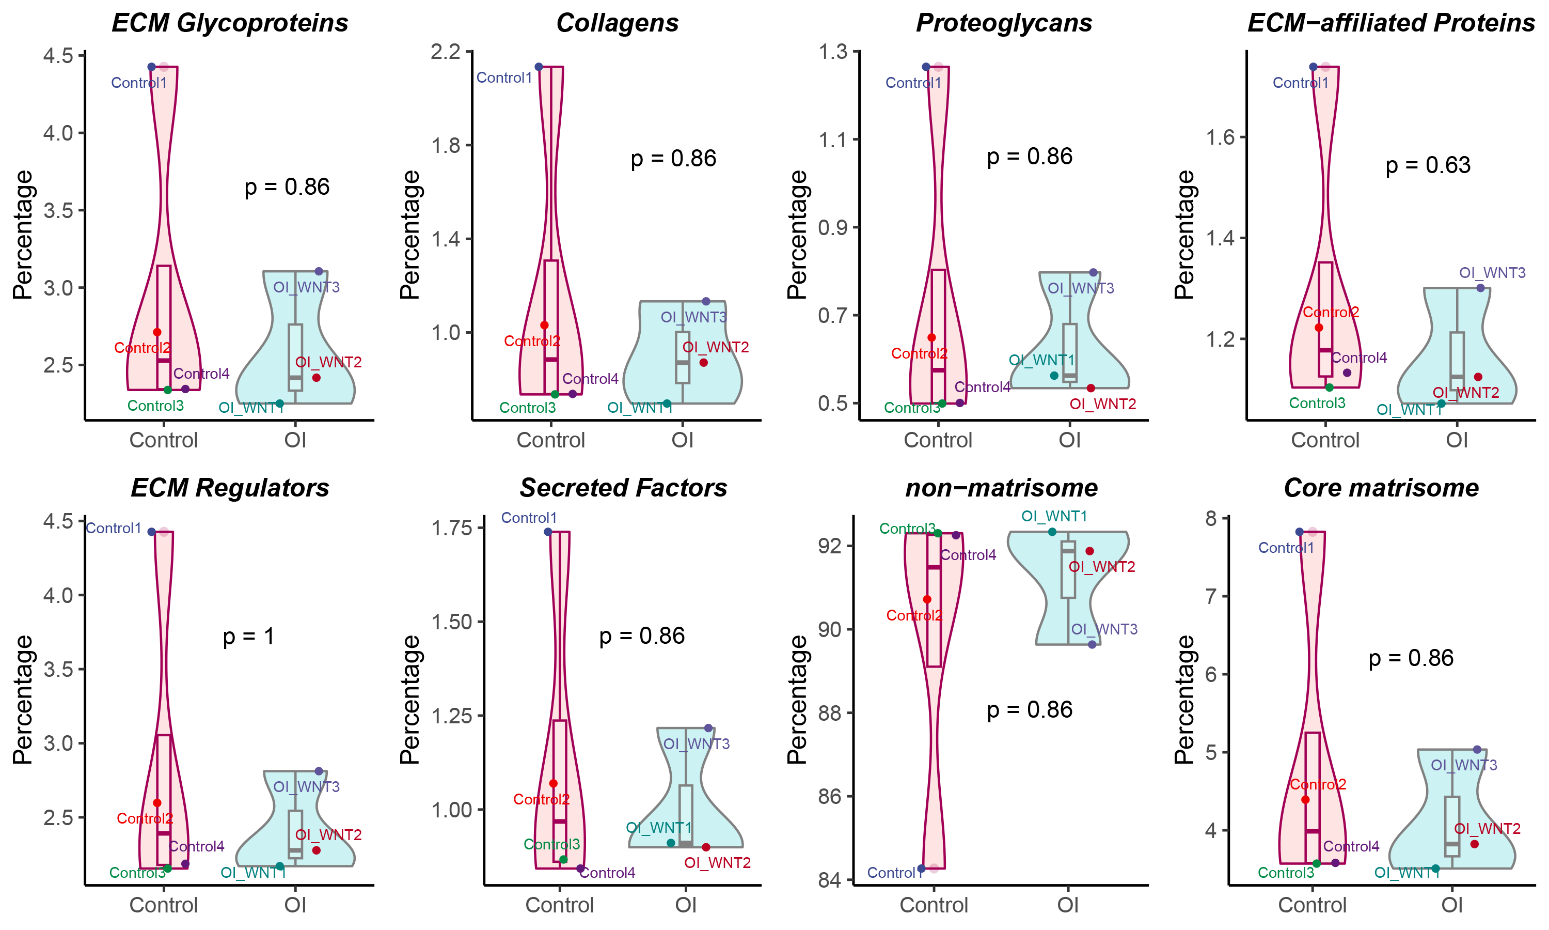 ECM Glycoproteins
4.5
4.0
3.5
3.0
2.5
Percentage
Control1
Control2
Control3
Control4
p = 0.86
OI_WNT3
OI_WNT2
OI_WNT1
Control
OI
Collagens
2.2
1.8
1.4
1.0
Percentage
Control1
Control2
Control3
Control4
p = 0.86
OI_WNT3
OI_WNT2
OI_WNT1
Control
OI
Proteoglycans
1.3
1.1
0.9
0.7
0.5
Percentage
Control1
Control2
Control3
Control4
p = 0.86
OI_WNT3
OI_WNT1
OI_WNT2
Control
OI
ECM−affiliated Proteins
1.6
1.4
1.2
Percentage
Control1
Control2
Control4
Control3
p = 0.63
OI_WNT3
OI_WNT2
OI_WNT1
Control
OI
ECM Regulators
4.5
4.0
3.5
3.0
2.5
Percentage
Control1
Control2
Control4
Control3
p = 1
OI_WNT3
OI_WNT2
OI_WNT1
Control
OI
Secreted Factors
1.75
1.50
1.25
1.00
Percentage
Control1
Control2
Control3
Control4
p = 0.86
OI_WNT3
OI_WNT1
OI_WNT2
Control
OI
non−matrisome
92
90
88
86
84
Percentage
Control3
Control4
Control2
Control1
OI_WNT1
OI_WNT2
OI_WNT3
p = 0.86
Control
OI
Core matrisome
8
7
6
5
4
Percentage
Control1
Control2
Control4
Control3
p = 0.86
OI_WNT3
OI_WNT2
OI_WNT1
Control
OI